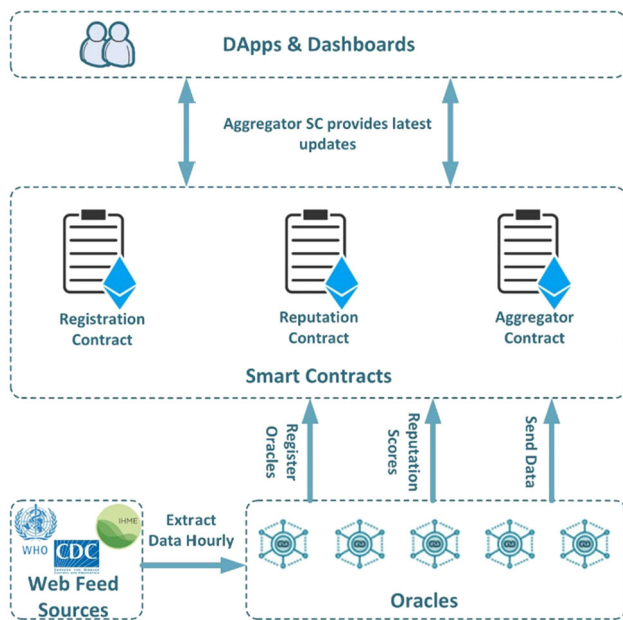 DApps & Dashboards
Aggregator SC provides latest
updates
Registration
Contract
Reputation
Contract
Aggregator
Contract
Smart Contracts
Register
Oracles
Reputation
Scores
Send Data
WHO
CDC
IHME
Web Feed
Sources
Extract
Data Hourly
Oracles